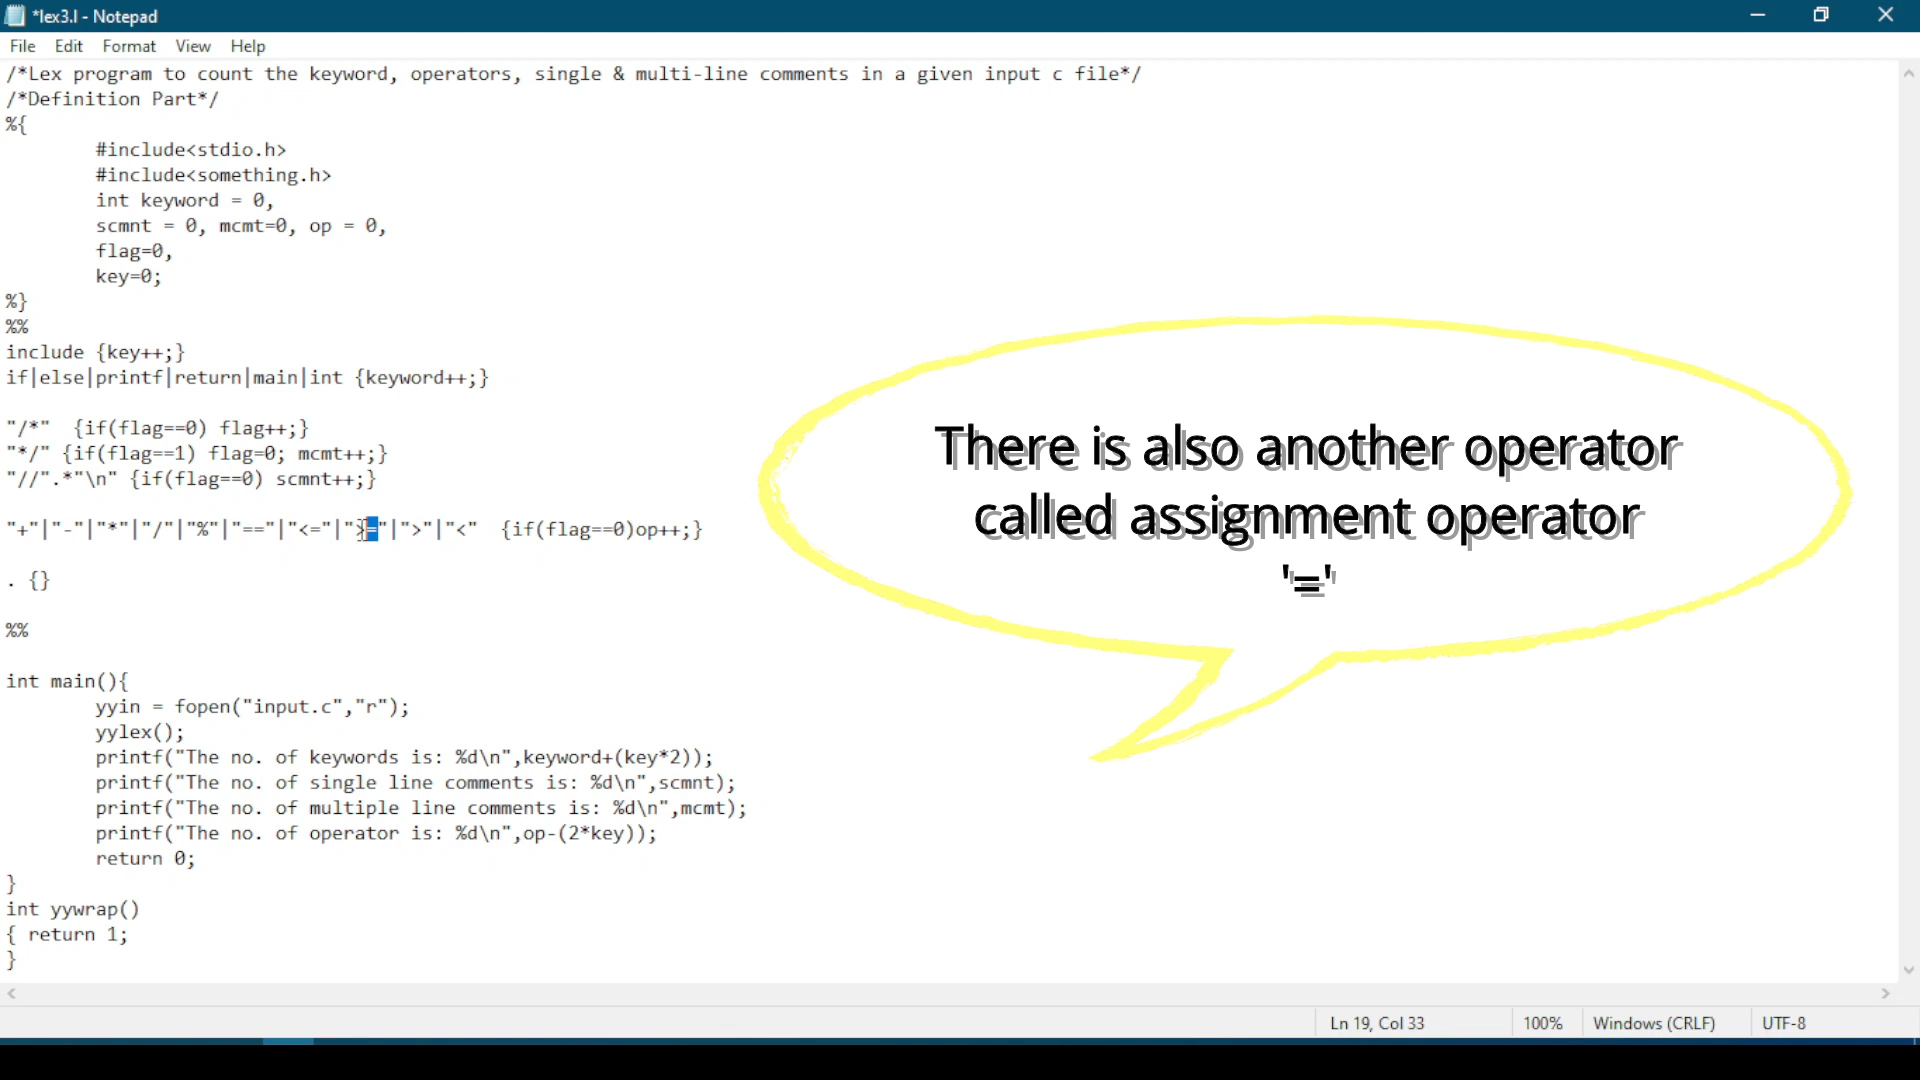 *lex3.l - Notepad
File Edit Format View Help
/*Lex program to count the keyword, operators, single & multi-line comments in a given input c file*/
/*Definition Part*/
%{
#include<stdio.h>
#include<something.h>
int keyword = 0,
scmnt = 0, mcmt=0, op = 0,
flag=0,
key=0;
%}
%%
include {key++;}
if|else|printf|return|main|int {keyword++;}
"/*"  {if(flag==0) flag++;}
"*/" {if(flag==1) flag=0; mcmt++;}
"//".*"\n" {if(flag==0) scmnt++;}
"+"|"-"|"*"|"/"|"%"|"=="|"<="|">="|">"|"<"  {if(flag==0)op++;}
. {}
%%
int main(){
yyin = fopen("input.c","r");
yylex();
printf("The no. of keywords is: %d\n",keyword+(key*2));
printf("The no. of single line comments is: %d\n",scmnt);
printf("The no. of multiple line comments is: %d\n",mcmt);
printf("The no. of operator is: %d\n",op-(2*key));
return 0;
}
int yywrap()
{ return 1;
}
There is also another operator
called assignment operator
'='
Ln 19, Col 33 100% Windows (CRLF) UTF-8